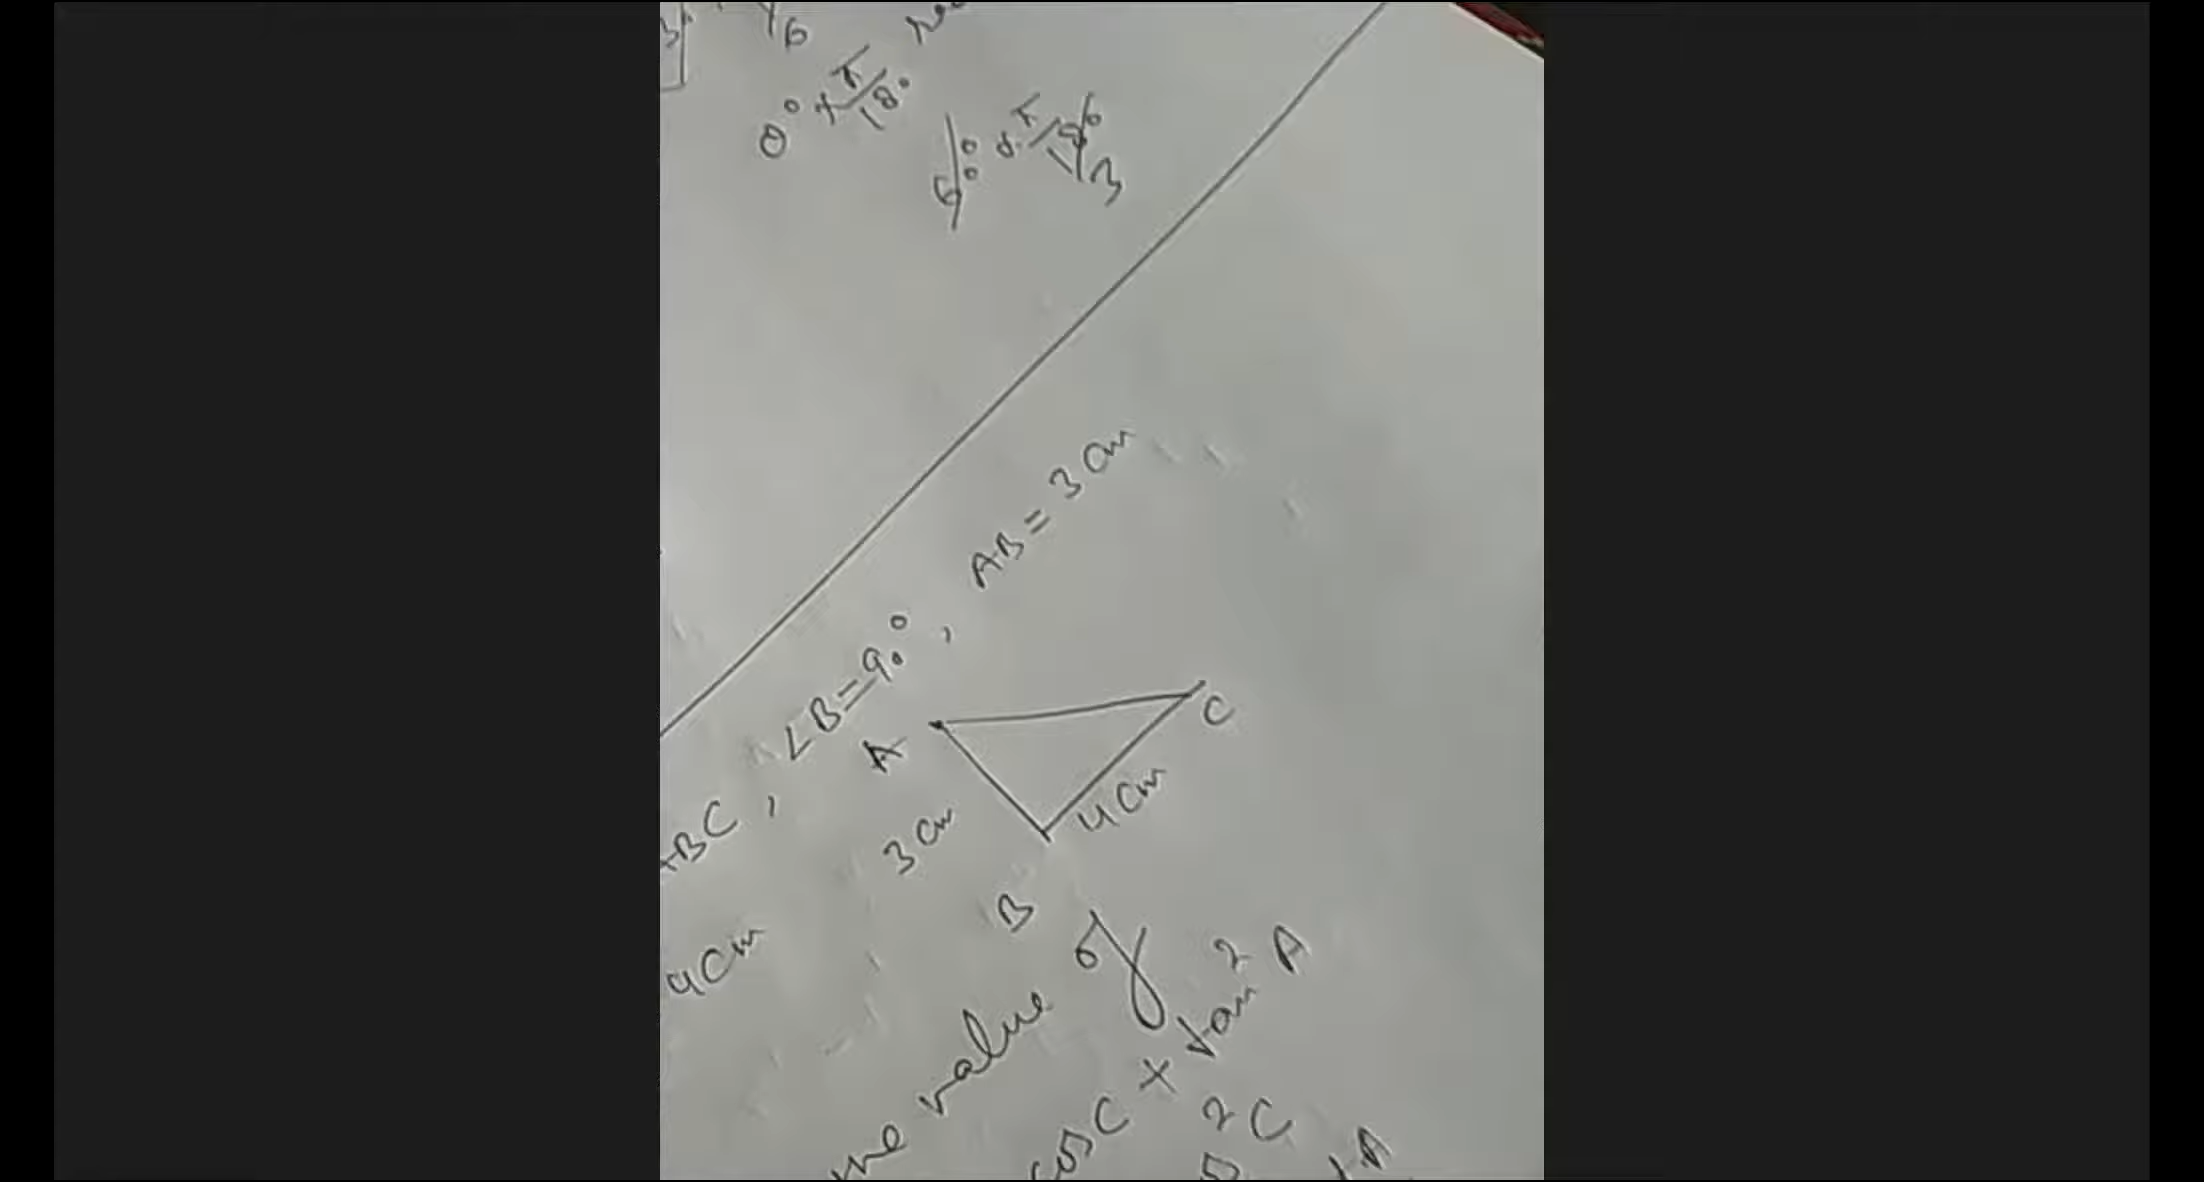 θ° × π/180
60° × π/180 3
ABC, ∠B = 90°, AB = 3 cm
4 cm
A
C
3 cm
4 cm
B
value of
cos C + tan² A
² C